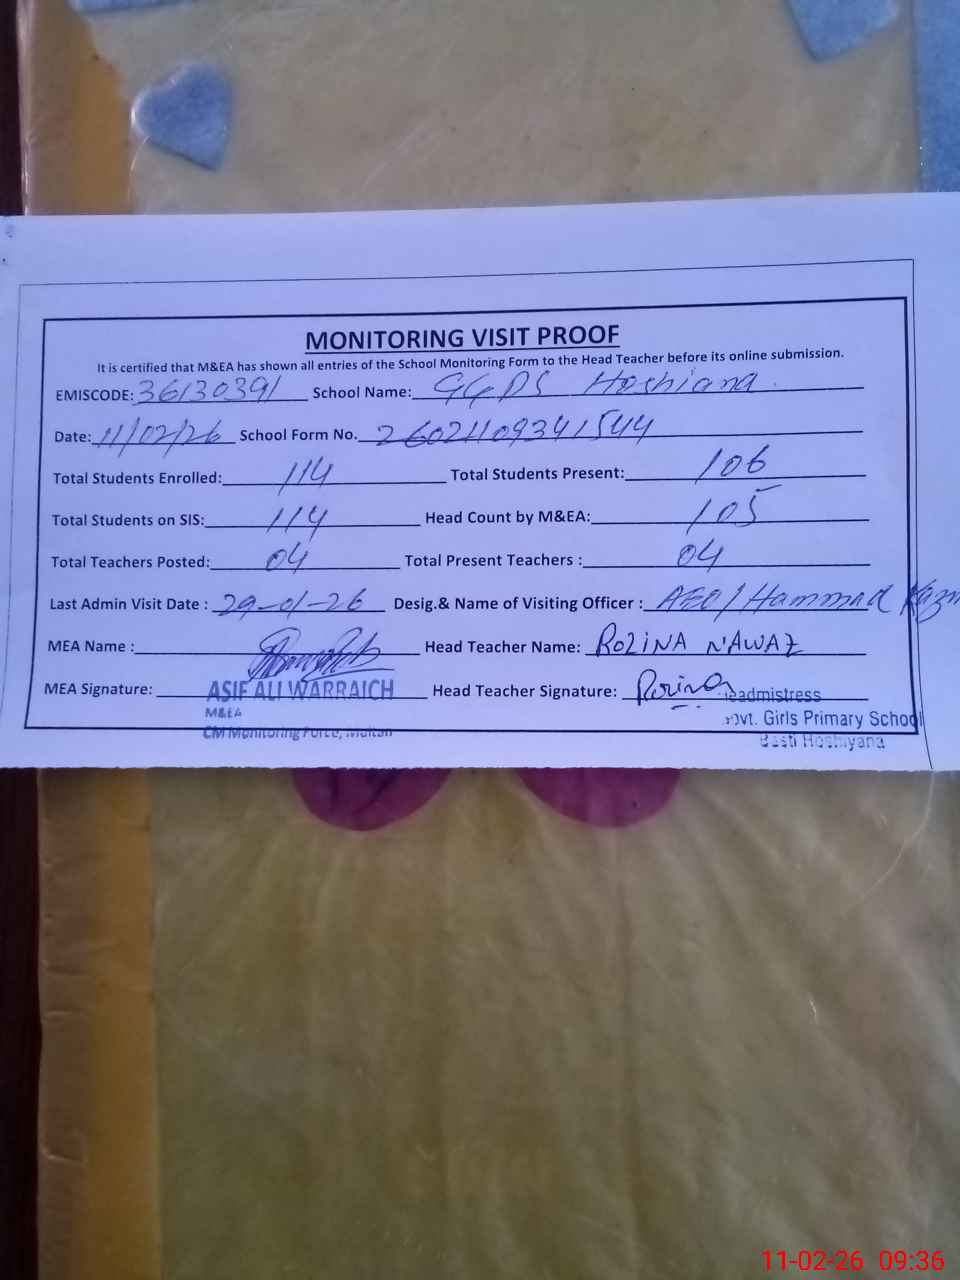 MONITORING VISIT PROOF
It is certified that M&EA has shown all entries of the School Monitoring Form to the Head Teacher before its online submission.
EMISCODE: 36130391 School Name: GGPS Hoshiana
Date: 11/02/26 School Form No. 26021109341544
Total Students Enrolled: 114 Total Students Present: 106
Total Students on SIS: 114 Head Count by M&EA: 105
Total Teachers Posted: 04 Total Present Teachers : 04
Last Admin Visit Date : 29-01-26 Desig.& Name of Visiting Officer : AEO/Hammad
MEA Name : Head Teacher Name: ROZINA NAWAZ
MEA Signature: ASIF ALI WARRAICH Head Teacher Signature: Rozina
eadmistress
M&EA
ovt. Girls Primary School
CM Monitoring Force, Multan
Basti Hoshiyana
11-02-26 09:36